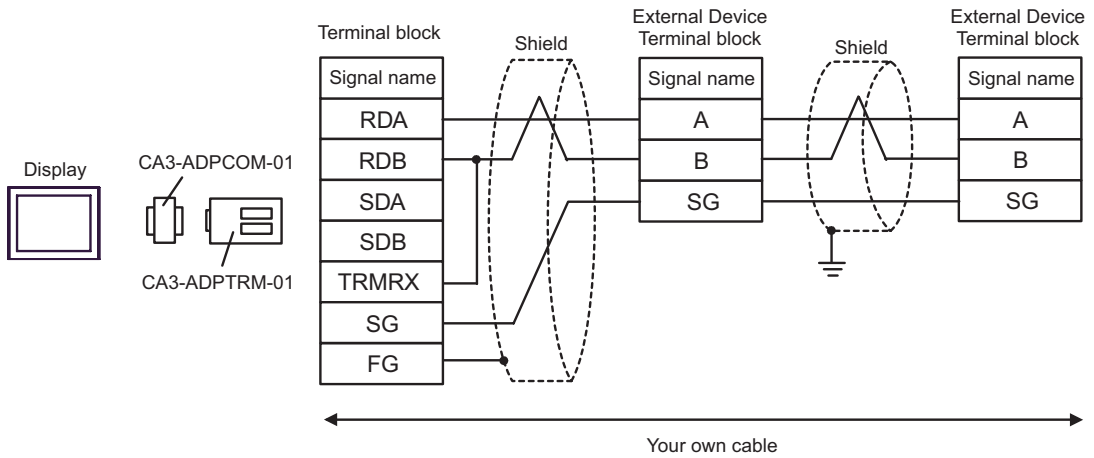 Display
CA3-ADPCOM-01
CA3-ADPTRM-01
Terminal block
Signal name
RDA
RDB
SDA
SDB
TRMRX
SG
FG
Shield
External Device
Terminal block
Signal name
A
B
SG
Shield
External Device
Terminal block
Signal name
A
B
SG
Your own cable